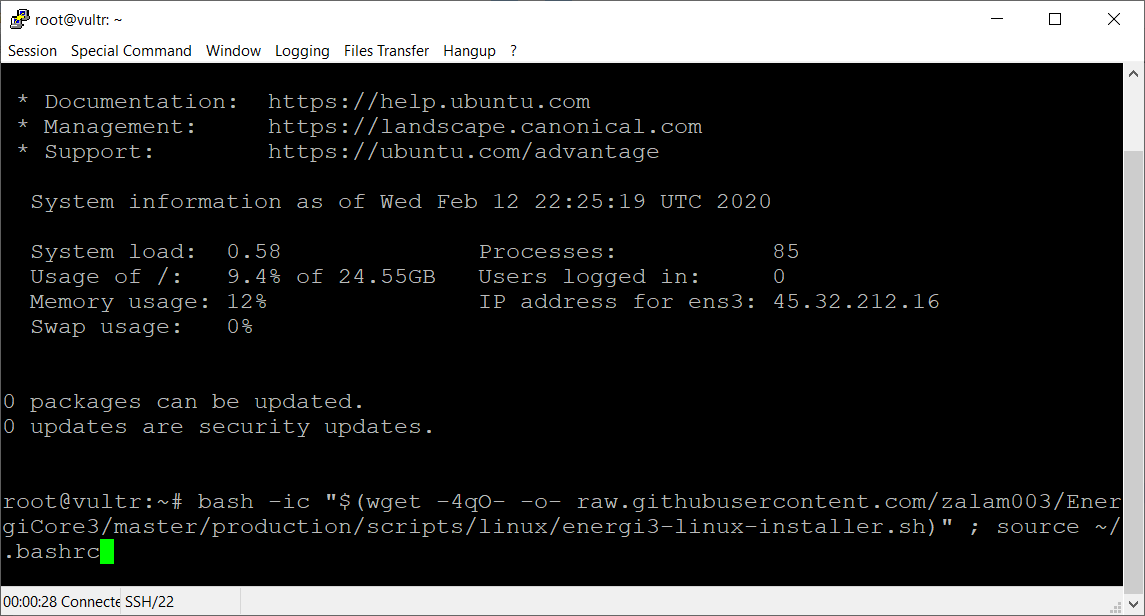 root@vultr: ~
Session Special Command Window Logging Files Transfer Hangup ?
* Documentation: https://help.ubuntu.com
* Management: https://landscape.canonical.com
* Support: https://ubuntu.com/advantage
System information as of Wed Feb 12 22:25:19 UTC 2020
System load: 0.58 Processes: 85
Usage of /: 9.4% of 24.55GB Users logged in: 0
Memory usage: 12% IP address for ens3: 45.32.212.16
Swap usage: 0%
0 packages can be updated.
0 updates are security updates.
root@vultr:~# bash -ic "$(wget -4qO- -o- raw.githubusercontent.com/zalam003/Ener
giCore3/master/production/scripts/linux/energi3-linux-installer.sh)" ; source ~/
.bashrc
00:00:28 Connecte SSH/22